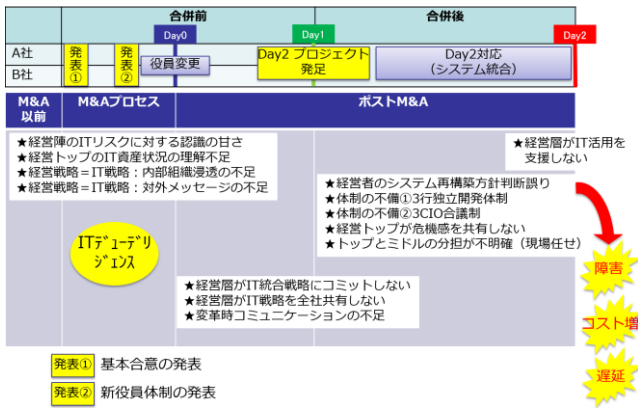 合併前
合併後
Day0
Day1
Day2
A社
B社
発表①
発表②
役員変更
Day2 プロジェクト
発足
Day2対応
(システム統合)
M&A
以前
M&Aプロセス
ポストM&A
★経営陣のITリスクに対する認識の甘さ
★経営トップのIT資産状況の理解不足
★経営戦略＝IT戦略：内部組織浸透の不足
★経営戦略＝IT戦略：対外メッセージの不足
★経営層がIT活用を
支援しない
★経営者のシステム再構築方針判断誤り
★体制の不備①3行独立開発体制
★体制の不備②3CIO合議制
★経営トップが危機感を共有しない
★トップとミドルの分担が不明確（現場任せ）
ITﾃﾞｭｰﾃﾞﾘ
ｼﾞｪﾝｽ
★経営層がIT統合戦略にコミットしない
★経営層がIT戦略を全社共有しない
★変革時コミュニケーションの不足
障害
コスト増
遅延
発表① 基本合意の発表
発表② 新役員体制の発表